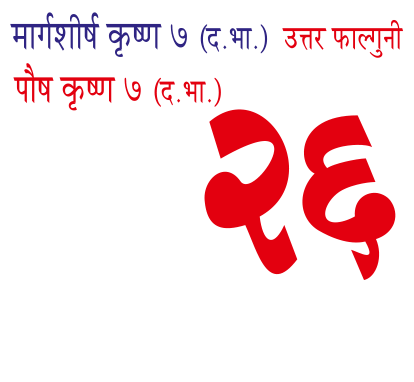 मार्गशीर्ष कृष्ण ७ (द.भा.) उत्तर फाल्गुनी
पौष कृष्ण ७ (द.भा.)
२६